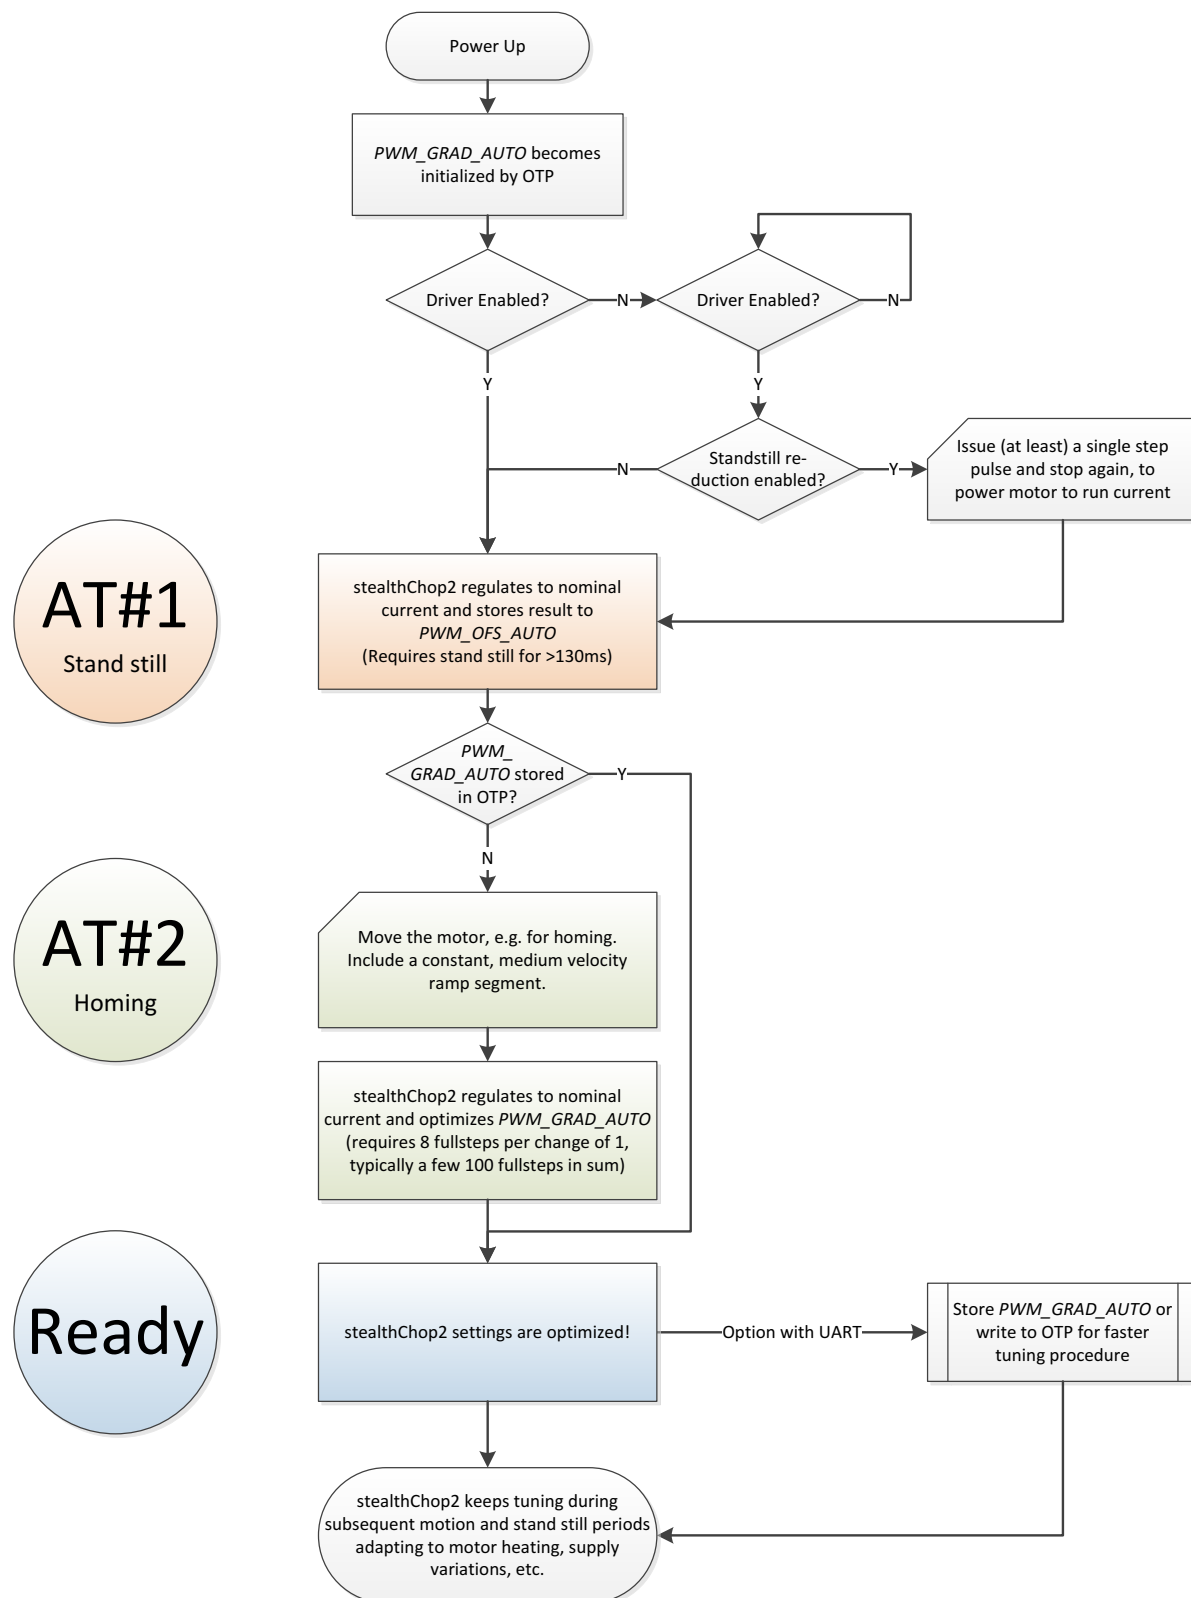 Power Up
PWM_GRAD_AUTO becomes
initialized by OTP
Driver Enabled?
N
Driver Enabled?
N
Y
Y
Standstill re-
duction enabled?
N
Y
Issue (at least) a single step
pulse and stop again, to
power motor to run current
AT#1
Stand still
stealthChop2 regulates to nominal
current and stores result to
PWM_OFS_AUTO
(Requires stand still for >130ms)
PWM_
GRAD_AUTO stored
in OTP?
Y
N
AT#2
Homing
Move the motor, e.g. for homing.
Include a constant, medium velocity
ramp segment.
stealthChop2 regulates to nominal
current and optimizes PWM_GRAD_AUTO
(requires 8 fullsteps per change of 1,
typically a few 100 fullsteps in sum)
Ready
stealthChop2 settings are optimized!
Option with UART
Store PWM_GRAD_AUTO or
write to OTP for faster
tuning procedure
stealthChop2 keeps tuning during
subsequent motion and stand still periods
adapting to motor heating, supply
variations, etc.